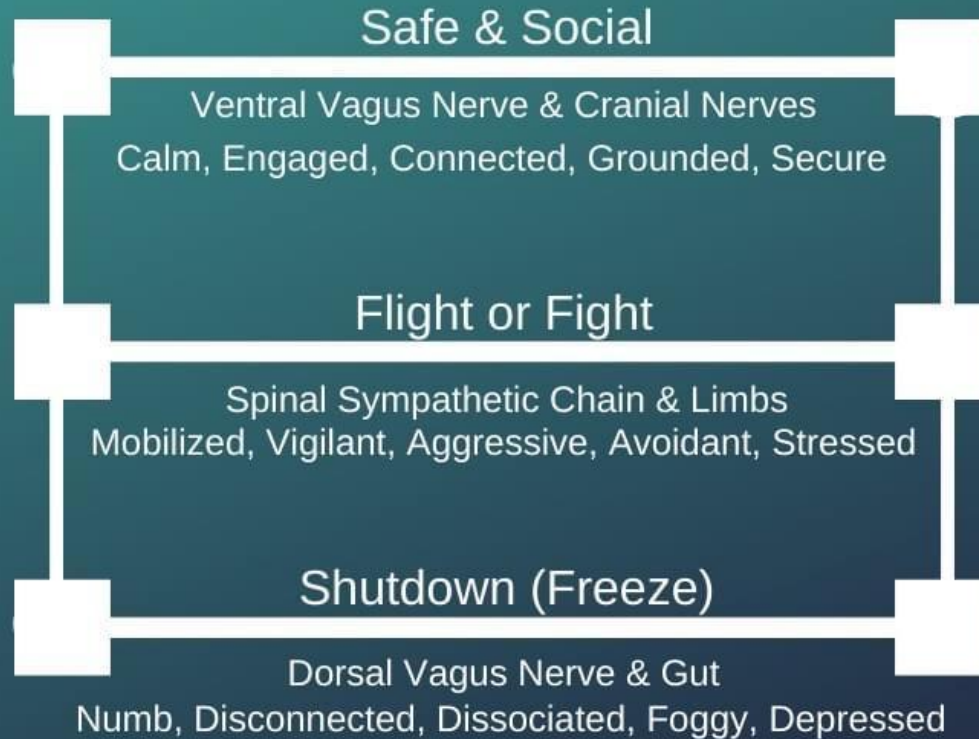 Safe & Social
Ventral Vagus Nerve & Cranial Nerves
Calm, Engaged, Connected, Grounded, Secure
Flight or Fight
Spinal Sympathetic Chain & Limbs
Mobilized, Vigilant, Aggressive, Avoidant, Stressed
Shutdown (Freeze)
Dorsal Vagus Nerve & Gut
Numb, Disconnected, Dissociated, Foggy, Depressed